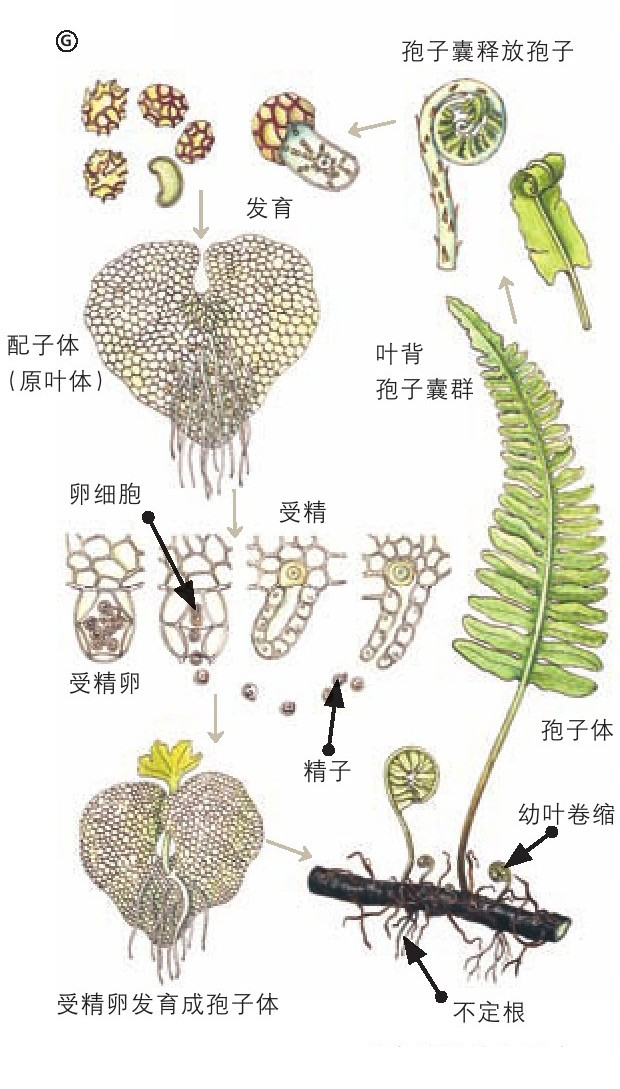 G
孢子囊释放孢子
发育
配子体
(原叶体)
叶背
孢子囊群
卵细胞
受精
受精卵
孢子体
精子
幼叶卷缩
受精卵发育成孢子体
不定根